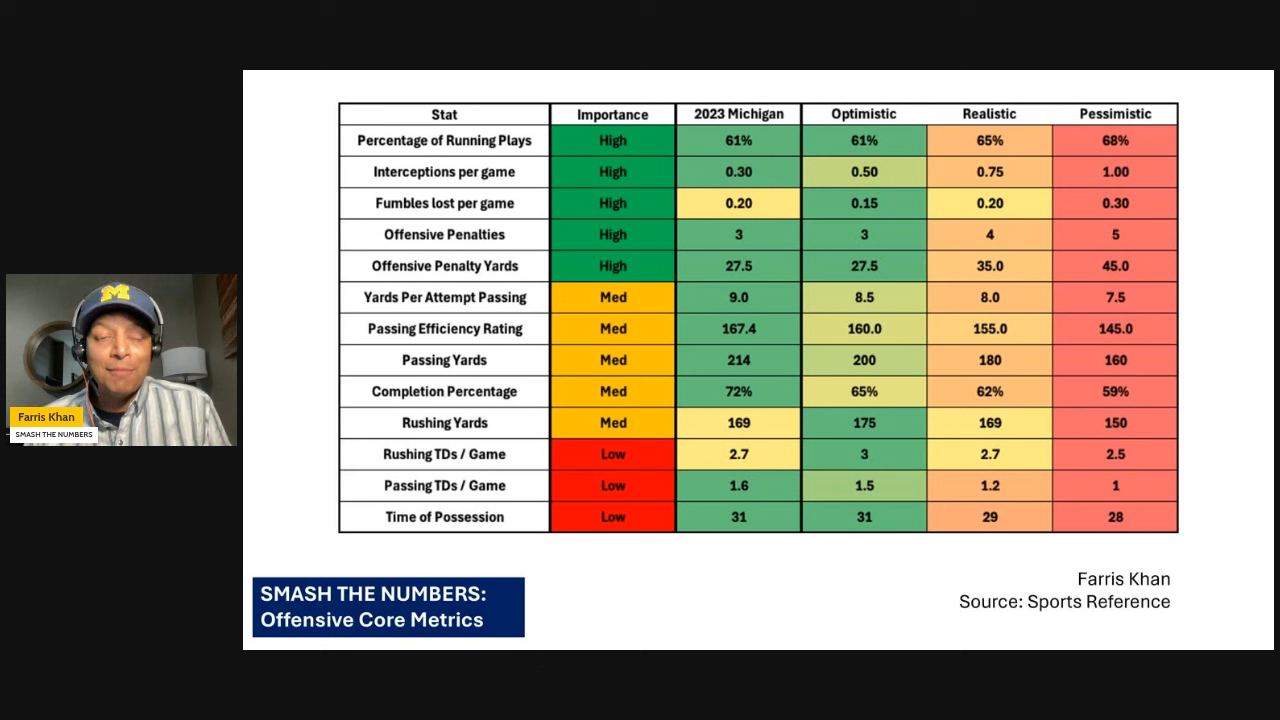 Stat Importance 2023 Michigan Optimistic Realistic Pessimistic
Percentage of Running Plays High 61% 61% 65% 68%
Interceptions per game High 0.30 0.50 0.75 1.00
Fumbles lost per game High 0.20 0.15 0.20 0.30
Offensive Penalties High 3 3 4 5
Offensive Penalty Yards High 27.5 27.5 35.0 45.0
Yards Per Attempt Passing Med 9.0 8.5 8.0 7.5
Passing Efficiency Rating Med 167.4 160.0 155.0 145.0
Passing Yards Med 214 200 180 160
Completion Percentage Med 72% 65% 62% 59%
Rushing Yards Med 169 175 169 150
Rushing TDs / Game Low 2.7 3 2.7 2.5
Passing TDs / Game Low 1.6 1.5 1.2 1
Time of Possession Low 31 31 29 28
M
Farris Khan
SMASH THE NUMBERS
SMASH THE NUMBERS:
Offensive Core Metrics
Farris Khan
Source: Sports Reference